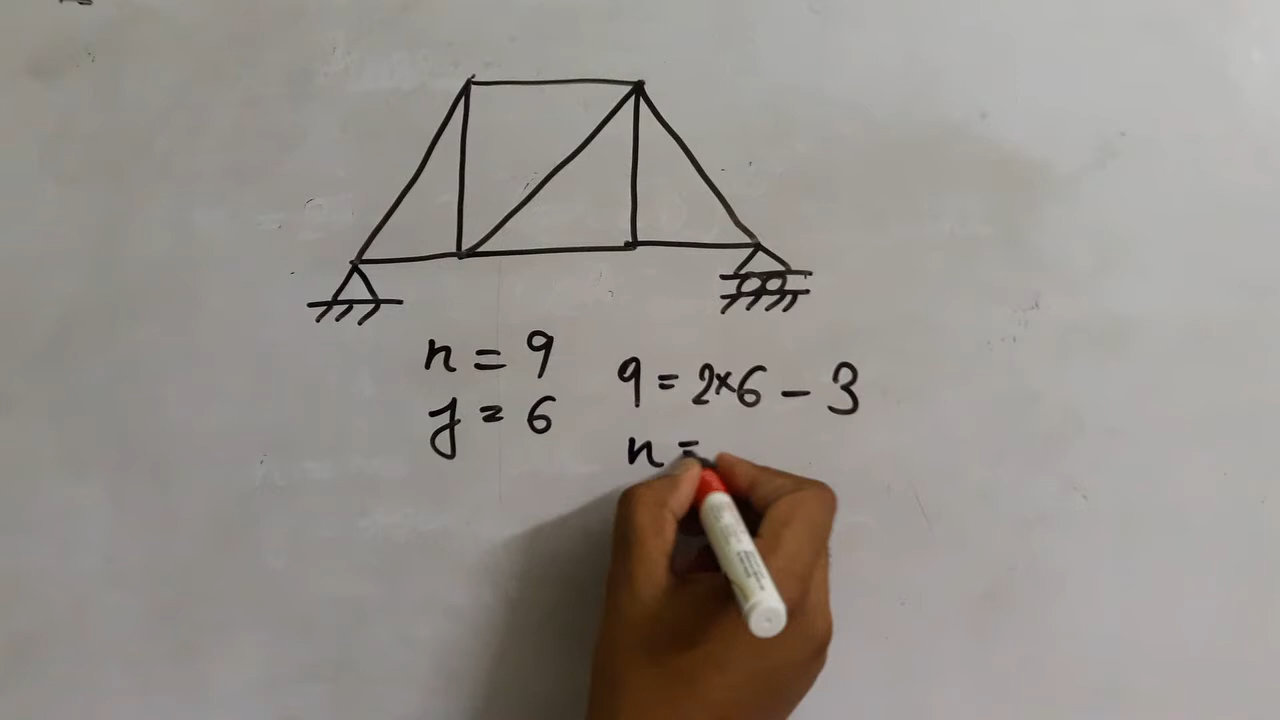 n = 9
j = 6
9 = 2×6 - 3
n =